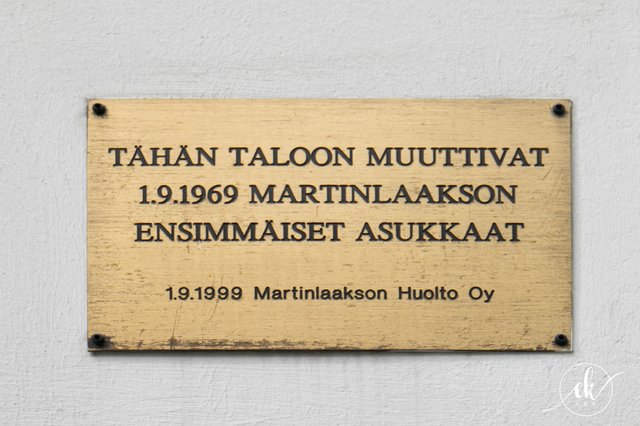 TÄHÄN TALOON MUUTTIVAT
1.9.1969 MARTINLAAKSON
ENSIMMÄISET ASUKKAAT
1.9.1999 Martinlaakson Huolto Oy